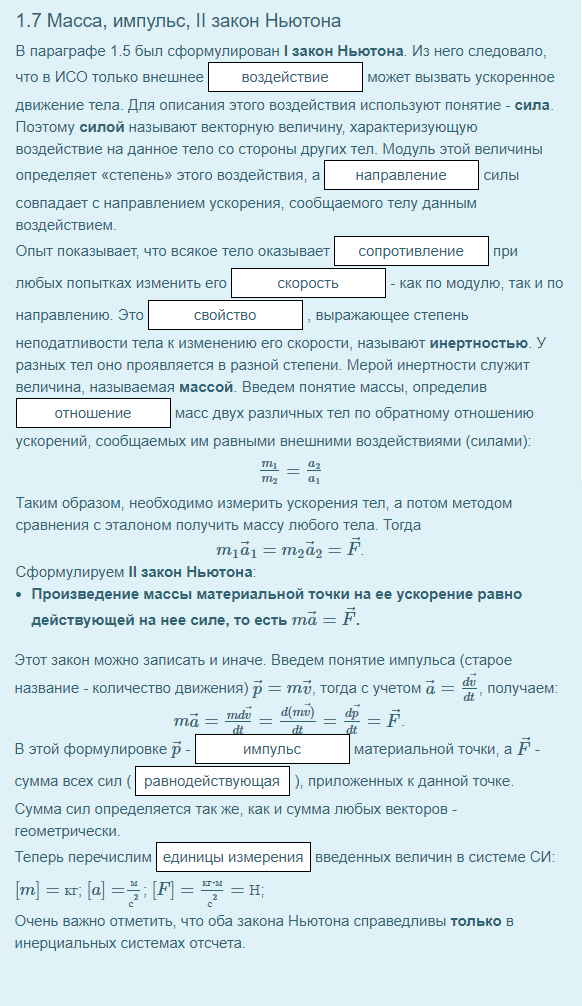 1.7 Масса, импульс, II закон Ньютона
В параграфе 1.5 был сформулирован I закон Ньютона. Из него следовало,
что в ИСО только внешнее воздействие может вызвать ускоренное
движение тела. Для описания этого воздействия используют понятие - сила.
Поэтому силой называют векторную величину, характеризующую
воздействие на данное тело со стороны других тел. Модуль этой величины
определяет «степень» этого воздействия, а направление силы
совпадает с направлением ускорения, сообщаемого телу данным
воздействием.
Опыт показывает, что всякое тело оказывает сопротивление при
любых попытках изменить его скорость - как по модулю, так и по
направлению. Это свойство , выражающее степень
неподатливости тела к изменению его скорости, называют инертностью. У
разных тел оно проявляется в разной степени. Мерой инертности служит
величина, называемая массой. Введем понятие массы, определив
отношение масс двух различных тел по обратному отношению
ускорений, сообщаемых им равными внешними воздействиями (силами):
$\frac{m_1}{m_2} = \frac{a_2}{a_1}$
Таким образом, необходимо измерить ускорения тел, а потом методом
сравнения с эталоном получить массу любого тела. Тогда
$m_1\vec{a}_1 = m_2\vec{a}_2 = \vec{F}$.
Сформулируем II закон Ньютона:
• Произведение массы материальной точки на ее ускорение равно
действующей на нее силе, то есть $m\vec{a} = \vec{F}$.
Этот закон можно записать и иначе. Введем понятие импульса (старое
название - количество движения) $\vec{p} = m\vec{v}$, тогда с учетом $\vec{a} = \frac{d\vec{v}}{dt}$, получаем:
$m\vec{a} = \frac{md\vec{v}}{dt} = \frac{d(m\vec{v})}{dt} = \frac{d\vec{p}}{dt} = \vec{F}$.
В этой формулировке $\vec{p}$ - импульс материальной точки, а $\vec{F}$ -
сумма всех сил ( равнодействующая ), приложенных к данной точке.
Сумма сил определяется так же, как и сумма любых векторов -
геометрически.
Теперь перечислим единицы измерения введенных величин в системе СИ:
$[m] = кг$; $[a] = \frac{м}{с^2}$; $[F] = \frac{кг·м}{с^2} = Н$;
Очень важно отметить, что оба закона Ньютона справедливы только в
инерциальных системах отсчета.